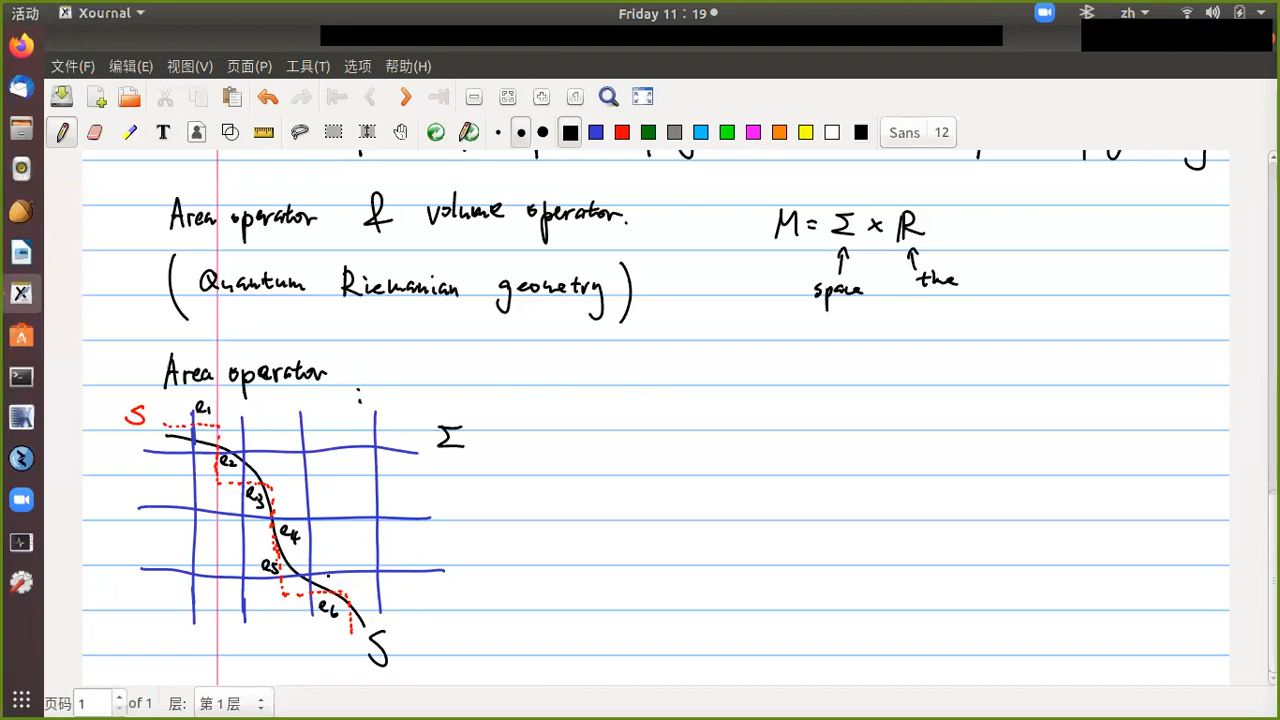 活动 Xournal Friday 11：19 zh
文件(F) 编辑(E) 视图(V) 页面(P) 工具(T) 选项 帮助(H)
T Sans 12
Area operator & volume operator.
M = Σ × ℝ
↑ ↑
space
(Quantum Riemanian geometry)
Area operator :
S e1
Σ
e2
e3
e4
e5
e6
S
页码 1 of 1 层: 第 1 层